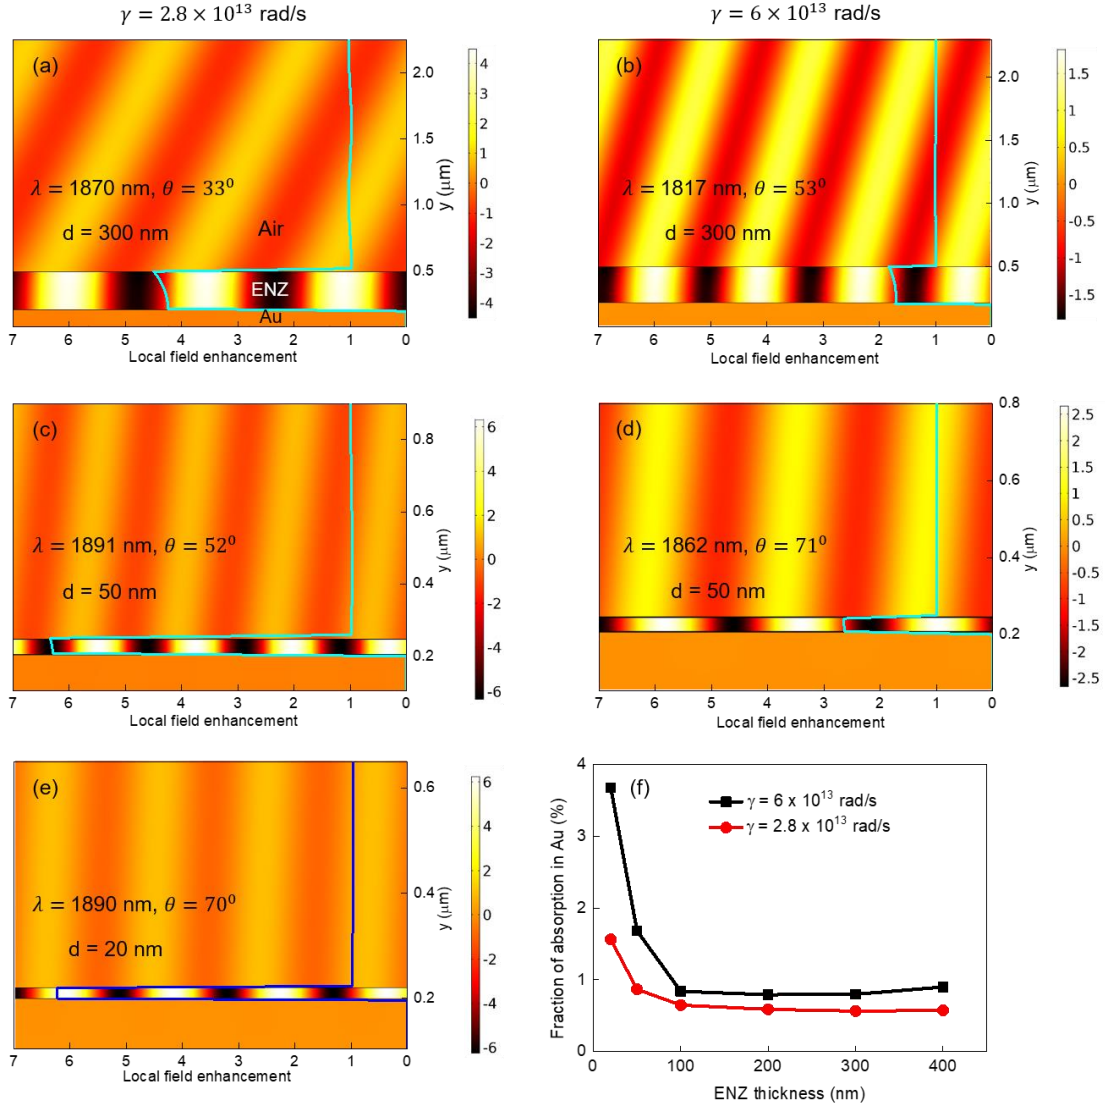 γ = 2.8 × 10¹³ rad/s
γ = 6 × 10¹³ rad/s
(a)
λ = 1870 nm, θ = 33⁰
d = 300 nm
Air
ENZ
Au
2.0
1.5
1.0
0.5
y (μm)
4
3
2
1
0
-1
-2
-3
-4
7 6 5 4 3 2 1 0
Local field enhancement
(b)
λ = 1817 nm, θ = 53⁰
d = 300 nm
2.0
1.5
1.0
0.5
y (μm)
1.5
1
0.5
0
-0.5
-1
-1.5
7 6 5 4 3 2 1 0
Local field enhancement
(c)
λ = 1891 nm, θ = 52⁰
d = 50 nm
0.8
0.6
0.4
0.2
y (μm)
6
4
2
0
-2
-4
-6
7 6 5 4 3 2 1 0
Local field enhancement
(d)
λ = 1862 nm, θ = 71⁰
d = 50 nm
0.8
0.6
0.4
0.2
y (μm)
2.5
2
1.5
1
0.5
0
-0.5
-1
-1.5
-2
-2.5
7 6 5 4 3 2 1 0
Local field enhancement
(e)
λ = 1890 nm, θ = 70⁰
d = 20 nm
0.6
0.4
0.2
y (μm)
6
4
2
0
-2
-4
-6
7 6 5 4 3 2 1 0
Local field enhancement
(f)
γ = 6 x 10¹³ rad/s
γ = 2.8 x 10¹³ rad/s
Fraction of absorption in Au (%)
4
3
2
1
0
0 100 200 300 400
ENZ thickness (nm)